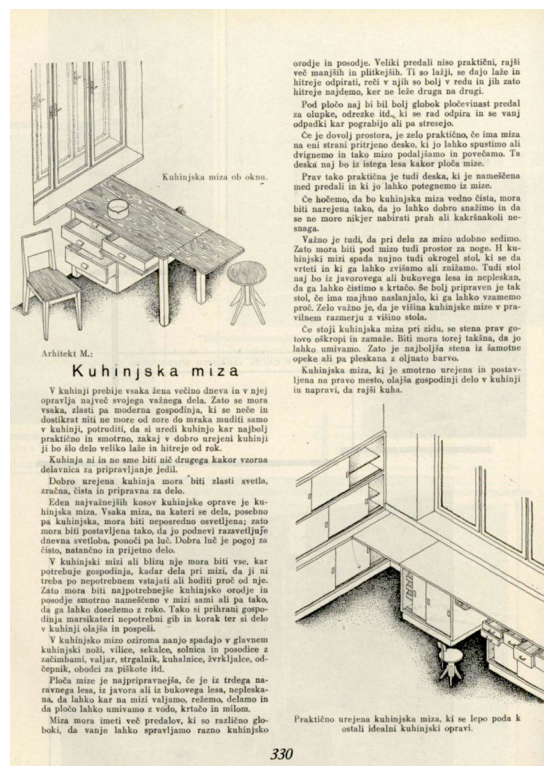 Kuhinjska miza ob oknu.
Arhitekt M.:
Kuhinjska miza
V kuhinji prebije vsaka žena večino dneva in v njej
opravlja največ svojega važnega dela. Zato se mora
vsaka, zlasti pa moderna gospodinja, ki se neče in
dostikrat niti ne more od zore do mraka muditi samo
v kuhinji, potruditi, da si uredi kuhinjo kar najbolj
praktično in smotrno, zakaj v dobro urejeni kuhinji
ji bo šlo delo veliko laže in hitreje od rok.
Kuhinja ni in ne sme biti nič drugega kakor vzorna
delavnica za pripravljanje jedil.
Dobro urejena kuhinja mora biti zlasti svetla,
zračna, čista in pripravna za delo.
Eden najvažnejših kosov kuhinjske oprave je ku-
hinjska miza. Vsaka miza, na kateri se dela, posebno
pa kuhinjska, mora biti neposredno osvetljena; zato
mora biti postavljena tako, da jo podnevi razsvetljuje
dnevna svetloba, ponoči pa luč. Dobra luč je pogoj za
čisto, natančno in prijetno delo.
V kuhinjski mizi ali blizu nje mora biti vse, kar
potrebuje gospodinja, kadar dela pri mizi, da ji ni
treba po nepotrebnem vstajati ali hoditi proč od nje.
Zato mora biti najpotrebnejše kuhinjsko orodje in
posodje smotrno nameščeno v mizi sami ali pa tako,
da ga lahko dosežemo z roko. Tako si prihrani gospo-
dinja marsikateri nepotrebni gib in korak ter si delo
v kuhinji olajša in pospeši.
V kuhinjsko mizo oziroma nanjo spadajo v glavnem
kuhinjski noži, vilice, sekalce, solnica in posodice z
začimbami, valjar, strgalnik, kuhalnice, žvrkljalce, od-
čepnik, obodci za piškote itd.
Ploča mize je najpripravnejša, če je iz trdega na-
ravnega lesa, iz javora ali iz bukovega lesa, nepleska-
na, da lahko kar na mizi valjamo, režemo, delamo in
da pločo lahko umivamo z vodo, krtačo in milom.
Miza mora imeti več predalov, ki so različno glo-
boki, da vanje lahko spravljamo razno kuhinjsko
orodje in posodje. Veliki predali niso praktični, rajši
več manjših in plitkejših. Ti so lažji, se dajo laže in
hitreje odpirati, reči v njih so bolj v redu in jih zato
hitreje najdemo, ker ne leže druga na drugi.
Pod pločo naj bi bil bolj globok pločevinast predal
za olupke, odrezke itd., ki se rad odpira in se vanj
odpadki kar pograbijo ali pa stresejo.
Če je dovolj prostora, je zelo praktično, če ima miza
na eni strani pritrjeno desko, ki jo lahko spustimo ali
dvignemo in tako mizo podaljšamo in povečamo. Ta
deska naj bo iz istega lesa kakor ploča mize.
Prav tako praktična je tudi deska, ki je nameščena
med predali in ki jo lahko potegnemo iz mize.
Če hočemo, da bo kuhinjska miza vedno čista, mora
biti narejena tako, da jo lahko dobro snažimo in da
se ne more nikjer nabirati prah ali kakršnakoli ne-
snaga.
Važno je tudi, da pri delu za mizo udobno sedimo.
Zato mora biti pod mizo tudi prostor za noge. H ku-
hinjski mizi spada nujno tudi okrogel stol, ki se da
vrteti in ki ga lahko zvišamo ali znižamo. Tudi stol
naj bo iz javorovega ali bukovega lesa in nepleskan,
da ga lahko čistimo s krtačo. Še bolj pripraven je tak
stol, če ima majhno naslanjalo, ki ga lahko vzamemo
proč. Zelo važno je, da je višina kuhinjske mize v pra-
vilnem razmerju z višino stola.
Če stoji kuhinjska miza pri zidu, se stena prav go-
tovo oškropi in zamaže. Biti mora torej takšna, da jo
lahko umivamo. Zato je najboljša stena iz šamotne
opeke ali pa pleskana z oljnato barvo.
Kuhinjska miza, ki je smotrno urejena in postav-
ljena na pravo mesto, olajša gospodinji delo v kuhinji
in napravi, da rajši kuha.
Praktično urejena kuhinjska miza, ki se lepo poda k
ostali idealni kuhinjski opravi.
330